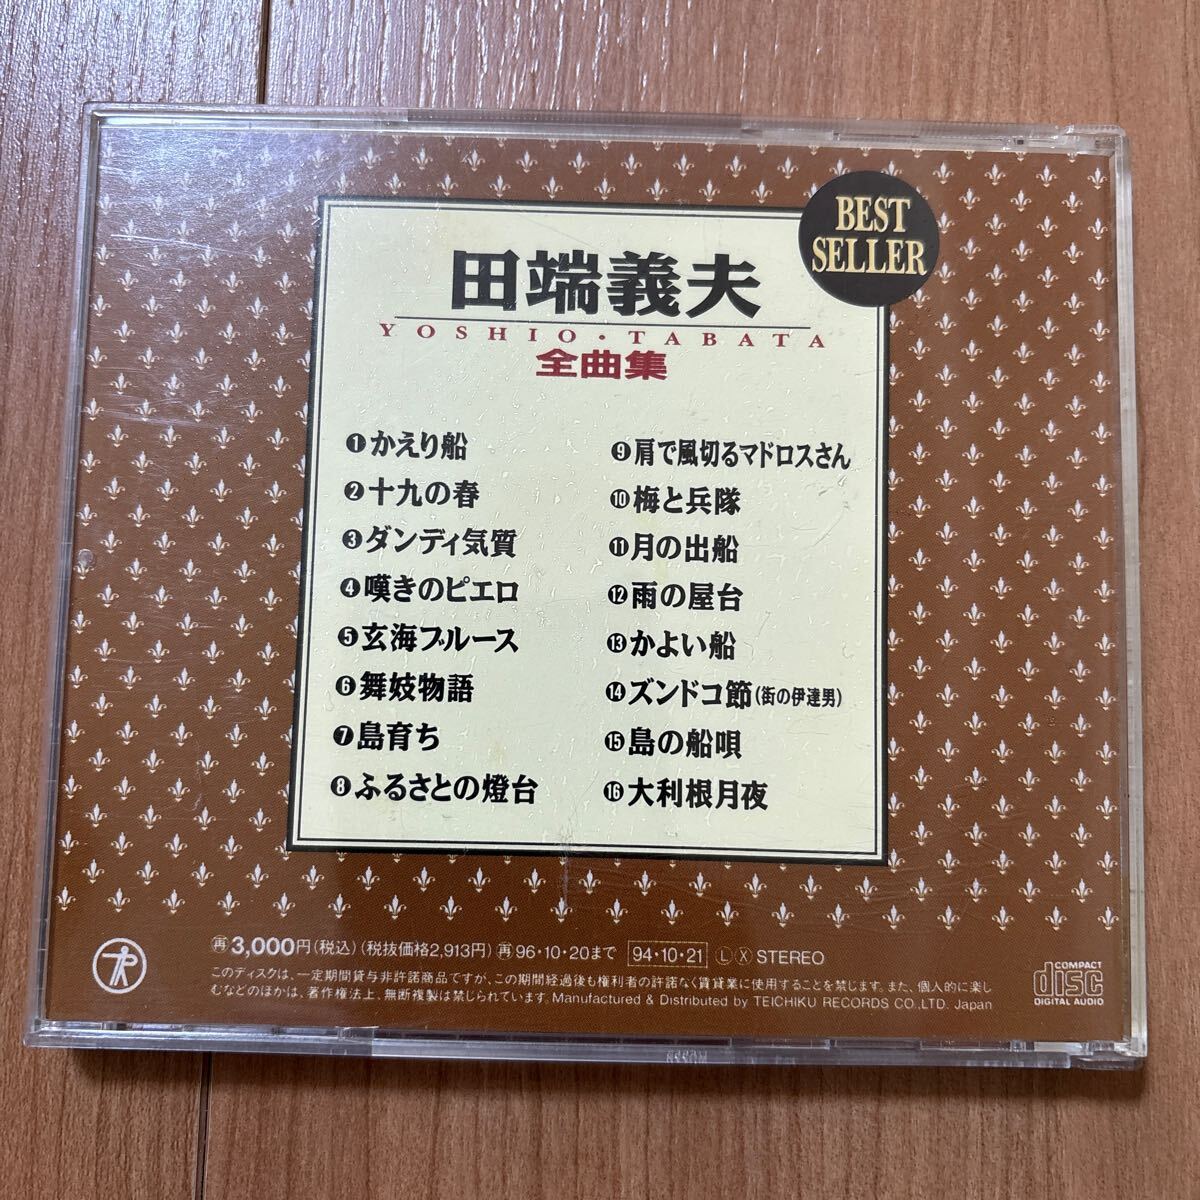 BEST
SELLER
田端義夫
YOSHIO・TABATA
全曲集
❶かえり船
❷十九の春
❸ダンディ気質
❹嘆きのピエロ
❺玄海ブルース
❻舞妓物語
❼島育ち
❽ふるさとの燈台
❾肩で風切るマドロスさん
❿梅と兵隊
⓫月の出船
⓬雨の屋台
⓭かよい船
⓮ズンドコ節(街の伊達男)
⓯島の船唄
⓰大利根月夜
㊢3,000円(税込)(税抜価格2,913円)再96・10・20まで 94・10・21 Ⓛ Ⓧ STEREO
このディスクは、一定期間貸与非許諾商品ですが、この期間経過後も権利者の許諾なく賃貸業に使用することを禁じます。また、個人的に楽し
むなどのほかは、著作権法上、無断複製は禁じられています。Manufactured & Distributed by TEICHIKU RECORDS CO.,LTD. Japan
COMPACT
disc
DIGITAL AUDIO